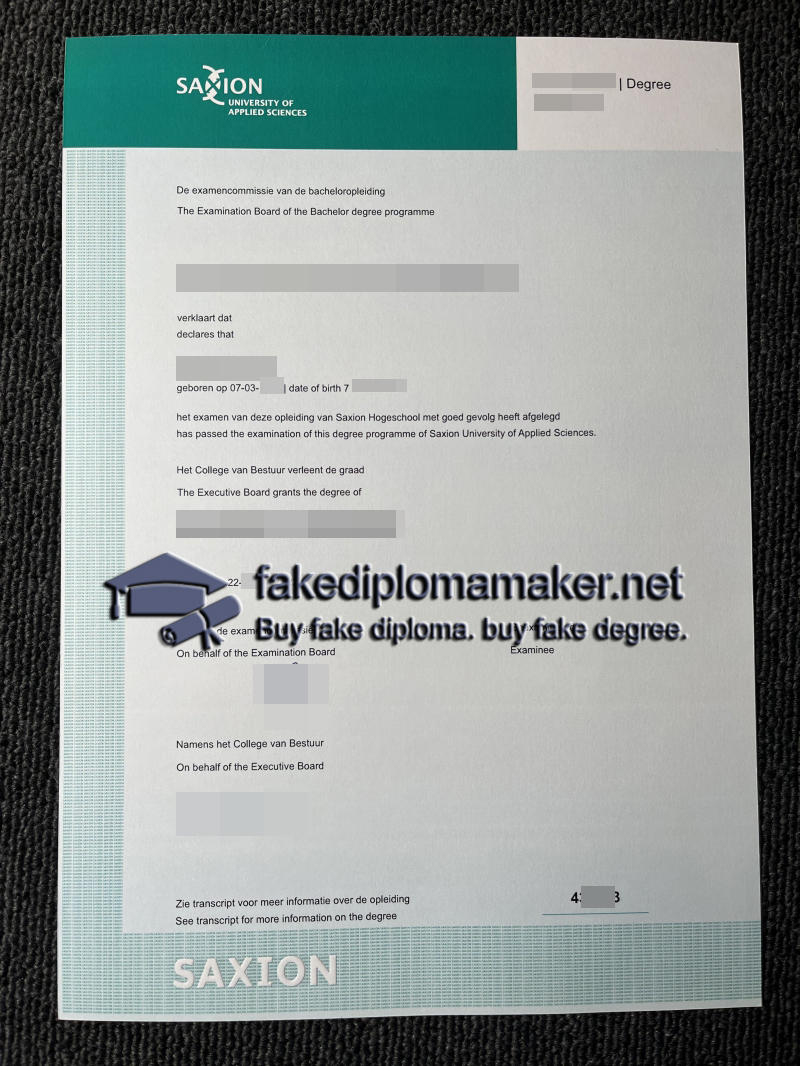 SAXION
UNIVERSITY OF
APPLIED SCIENCES
| Degree
De examencommissie van de bacheloropleiding
The Examination Board of the Bachelor degree programme
verklaart dat
declares that
geboren op 07-03- | date of birth 7
het examen van deze opleiding van Saxion Hogeschool met goed gevolg heeft afgelegd
has passed the examination of this degree programme of Saxion University of Applied Sciences.
Het College van Bestuur verleent de graad
The Executive Board grants the degree of
22-
fakediplomamaker.net
de
Buy fake diploma. buy fake degree.
On behalf of the Examination Board
Examinee
Namens het College van Bestuur
On behalf of the Executive Board
Zie transcript voor meer informatie over de opleiding
See transcript for more information on the degree
SAXION